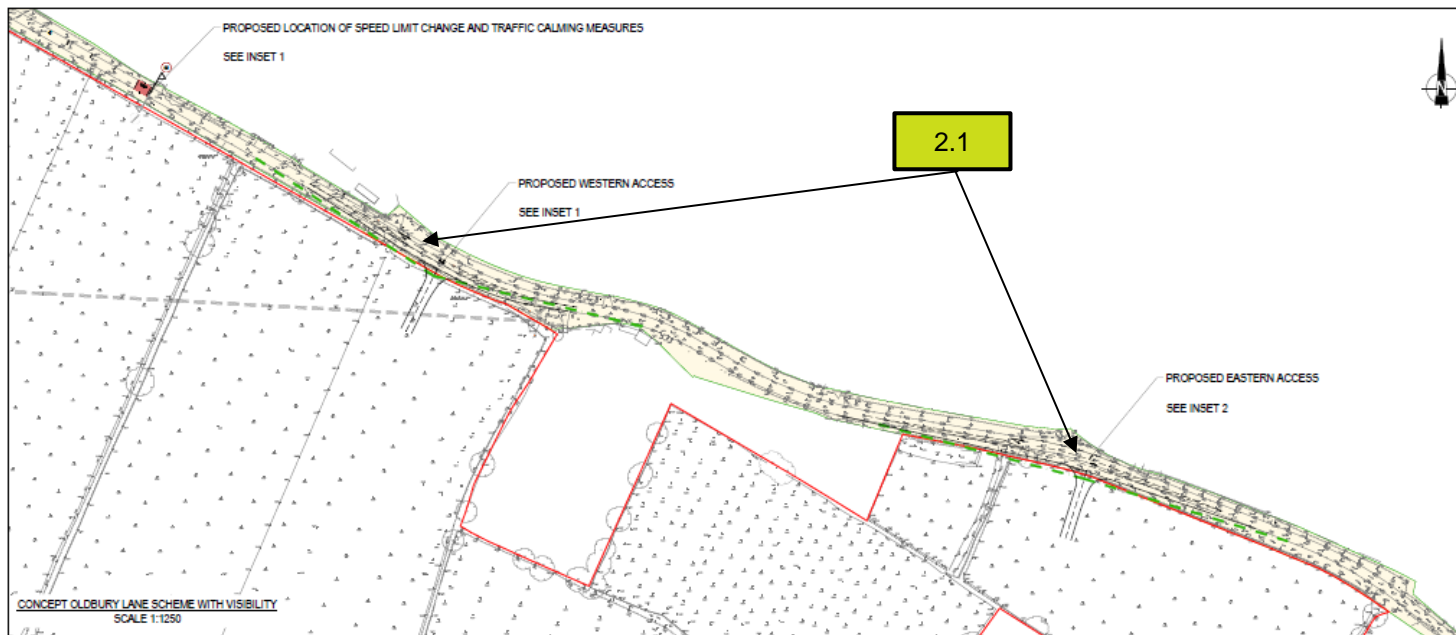 PROPOSED LOCATION OF SPEED LIMIT CHANGE AND TRAFFIC CALMING MEASURES
SEE INSET 1
N
2.1
PROPOSED WESTERN ACCESS
SEE INSET 1
PROPOSED EASTERN ACCESS
SEE INSET 2
CONCEPT OLDBURY LANE SCHEME WITH VISIBILITY
SCALE 1:1250